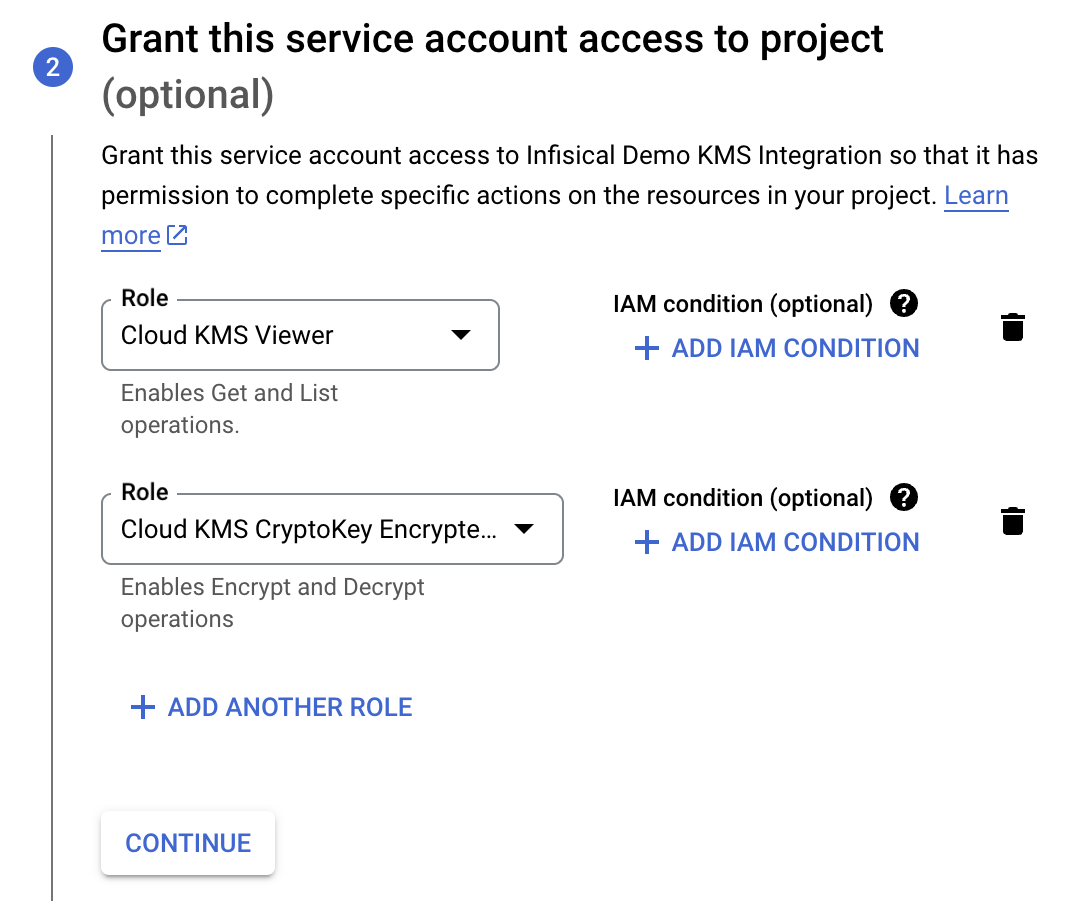 2
Grant this service account access to project
(optional)
Grant this service account access to Infisical Demo KMS Integration so that it has
permission to complete specific actions on the resources in your project. Learn
more
Role
Cloud KMS Viewer
IAM condition (optional) ?
+ ADD IAM CONDITION
Enables Get and List
operations.
Role
Cloud KMS CryptoKey Encrypte...
IAM condition (optional) ?
+ ADD IAM CONDITION
Enables Encrypt and Decrypt
operations
+ ADD ANOTHER ROLE
CONTINUE